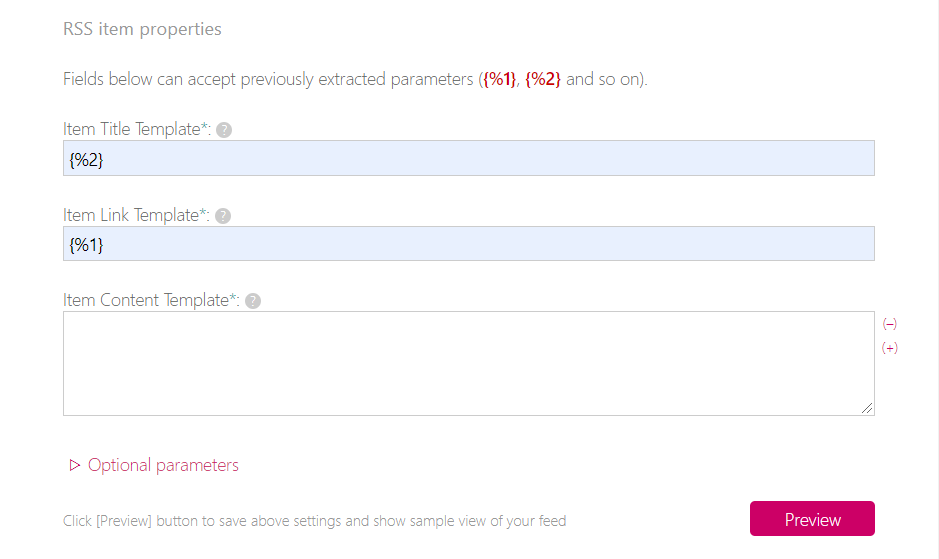 RSS item properties
Fields below can accept previously extracted parameters ({%1}, {%2} and so on).
Item Title Template*: ?
{%2}
Item Link Template*: ?
{%1}
Item Content Template*: ?
(−)
(+)
Optional parameters
Click [Preview] button to save above settings and show sample view of your feed
Preview